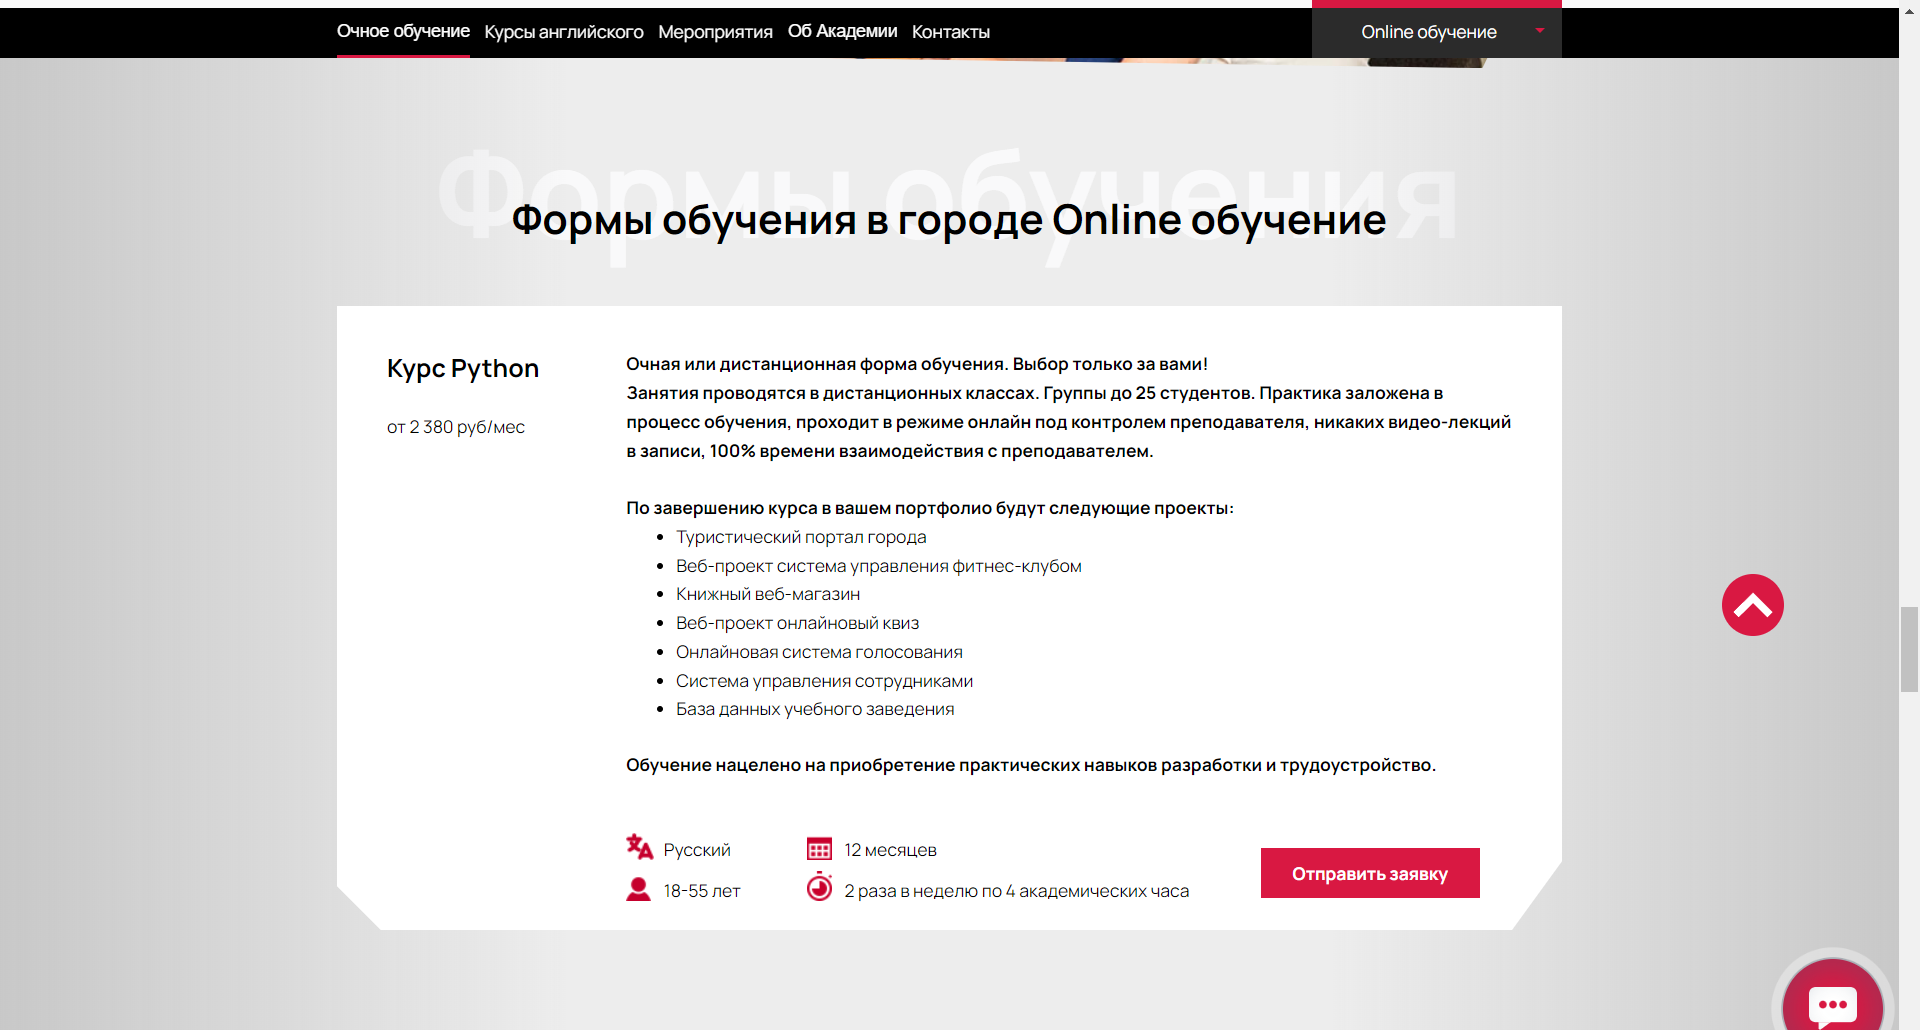 Очное обучение Курсы английского Мероприятия Об Академии Контакты Online обучение
Формы обучения
Формы обучения в городе Online обучение
Курс Python
от 2 380 руб/мес
Очная или дистанционная форма обучения. Выбор только за вами!
Занятия проводятся в дистанционных классах. Группы до 25 студентов. Практика заложена в
процесс обучения, проходит в режиме онлайн под контролем преподавателя, никаких видео-лекций
в записи, 100% времени взаимодействия с преподавателем.
По завершению курса в вашем портфолио будут следующие проекты:
Туристический портал города
Веб-проект система управления фитнес-клубом
Книжный веб-магазин
Веб-проект онлайновый квиз
Онлайновая система голосования
Система управления сотрудниками
База данных учебного заведения
Обучение нацелено на приобретение практических навыков разработки и трудоустройство.
Русский
12 месяцев
18-55 лет
2 раза в неделю по 4 академических часа
Отправить заявку